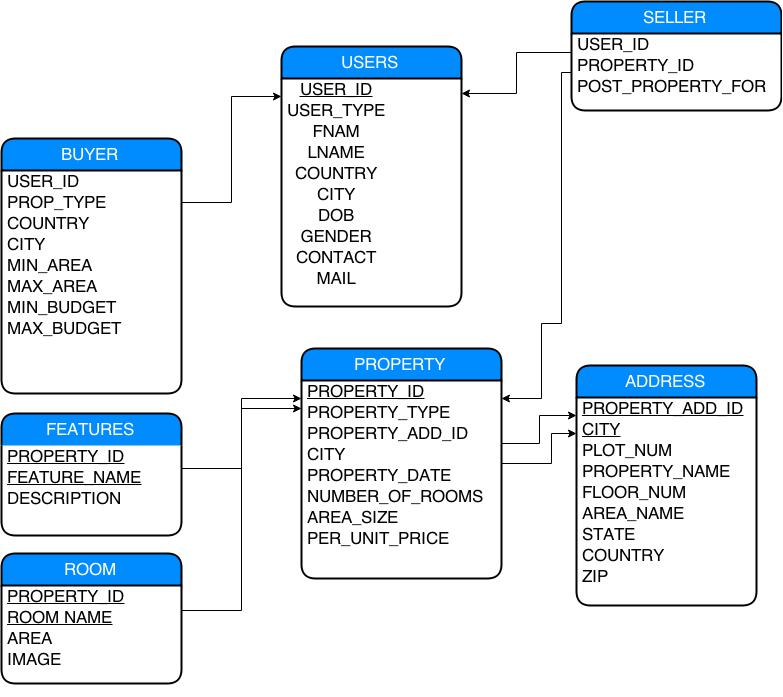 SELLER
USER_ID
PROPERTY_ID
POST_PROPERTY_FOR
USERS
USER_ID
USER_TYPE
FNAM
LNAME
COUNTRY
CITY
DOB
GENDER
CONTACT
MAIL
BUYER
USER_ID
PROP_TYPE
COUNTRY
CITY
MIN_AREA
MAX_AREA
MIN_BUDGET
MAX_BUDGET
PROPERTY
PROPERTY_ID
PROPERTY_TYPE
PROPERTY_ADD_ID
CITY
PROPERTY_DATE
NUMBER_OF_ROOMS
AREA_SIZE
PER_UNIT_PRICE
ADDRESS
PROPERTY_ADD_ID
CITY
PLOT_NUM
PROPERTY_NAME
FLOOR_NUM
AREA_NAME
STATE
COUNTRY
ZIP
FEATURES
PROPERTY_ID
FEATURE_NAME
DESCRIPTION
ROOM
PROPERTY_ID
ROOM NAME
AREA
IMAGE